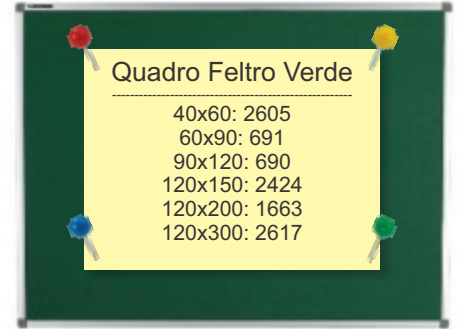 Quadro Feltro Verde
------------------------------------------------------
40x60: 2605
60x90: 691
90x120: 690
120x150: 2424
120x200: 1663
120x300: 2617